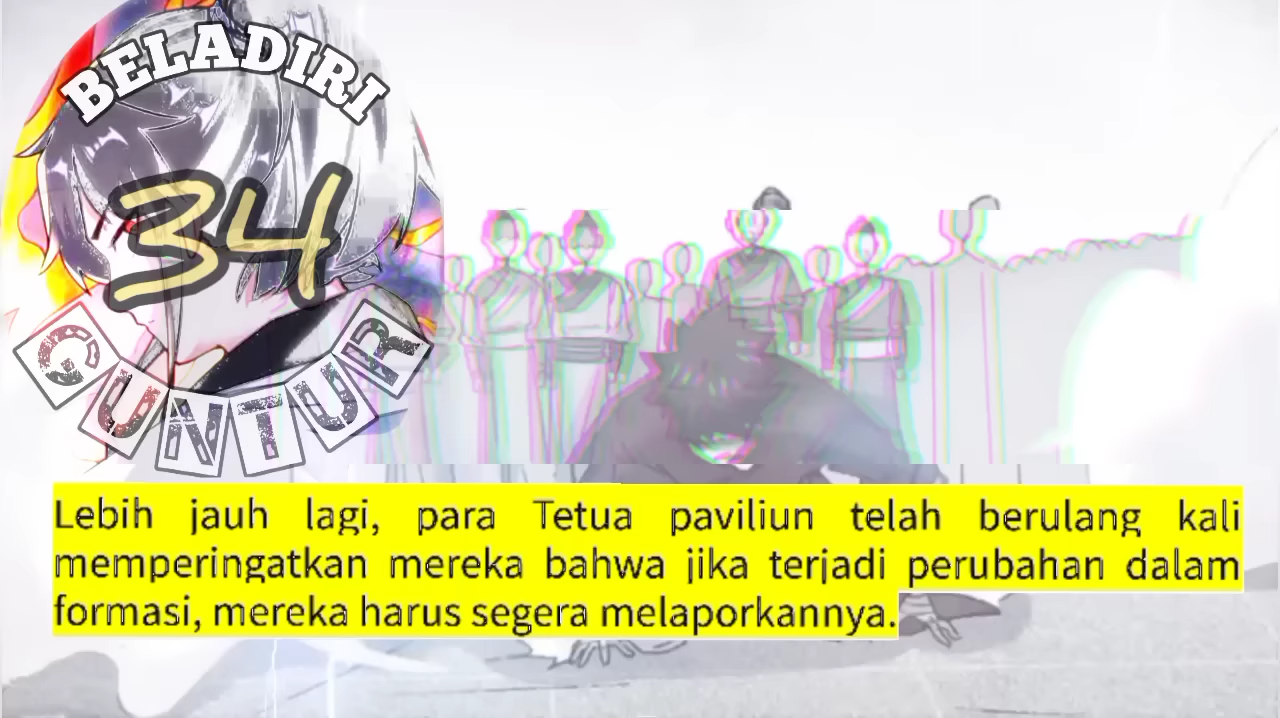 BELADIRI
34
GUNTUR
Lebih jauh lagi, para Tetua paviliun telah berulang kali
memperingatkan mereka bahwa jika terjadi perubahan dalam
formasi, mereka harus segera melaporkannya.